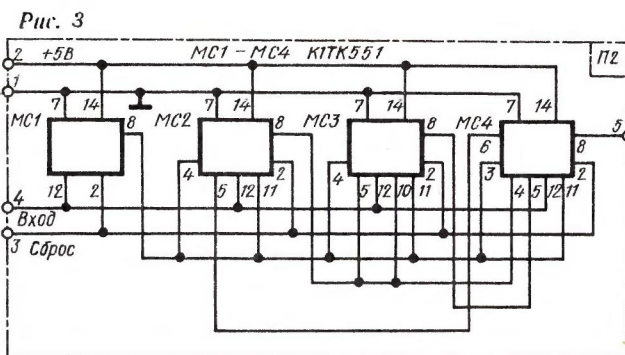 Рис. 3
2 +5В МС1 – МС4 К1ТК551 П2
1 7 14 7 14 7 14 7 14
МС1 8 МС2 8 МС3 8 МС4 6 8 5
4 2 4 2 3 2
12 2 5 12 11 5 12 10 11 4 5 12 11
4
Вход
3 Сброс